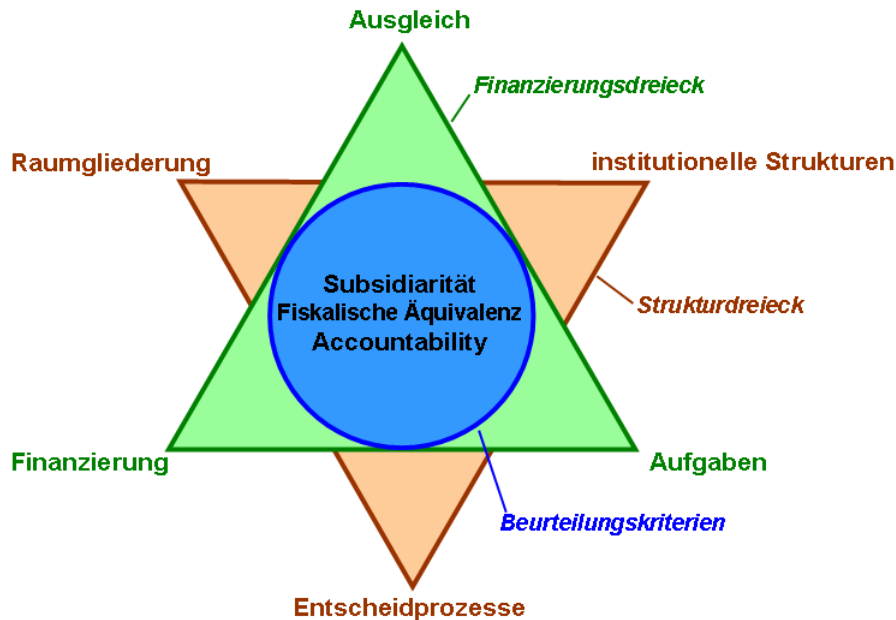 Ausgleich
Finanzierungsdreieck
Raumgliederung
institutionelle Strukturen
Subsidiarität
Fiskalische Äquivalenz
Accountability
Strukturdreieck
Finanzierung
Aufgaben
Beurteilungskriterien
Entscheidprozesse